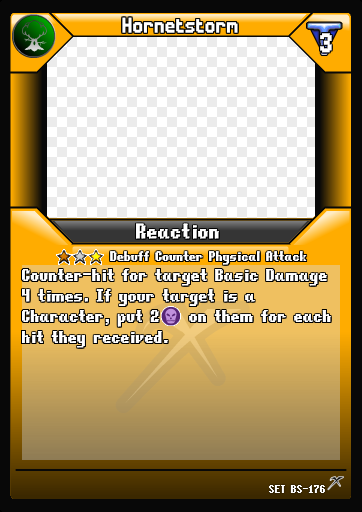 Hornetstorm
3
Reaction
Debuff Counter Physical Attack
Counter-hit for target Basic Damage
4 times. If your target is a
Character, put 2 on them for each
hit they received.
SET BS-176